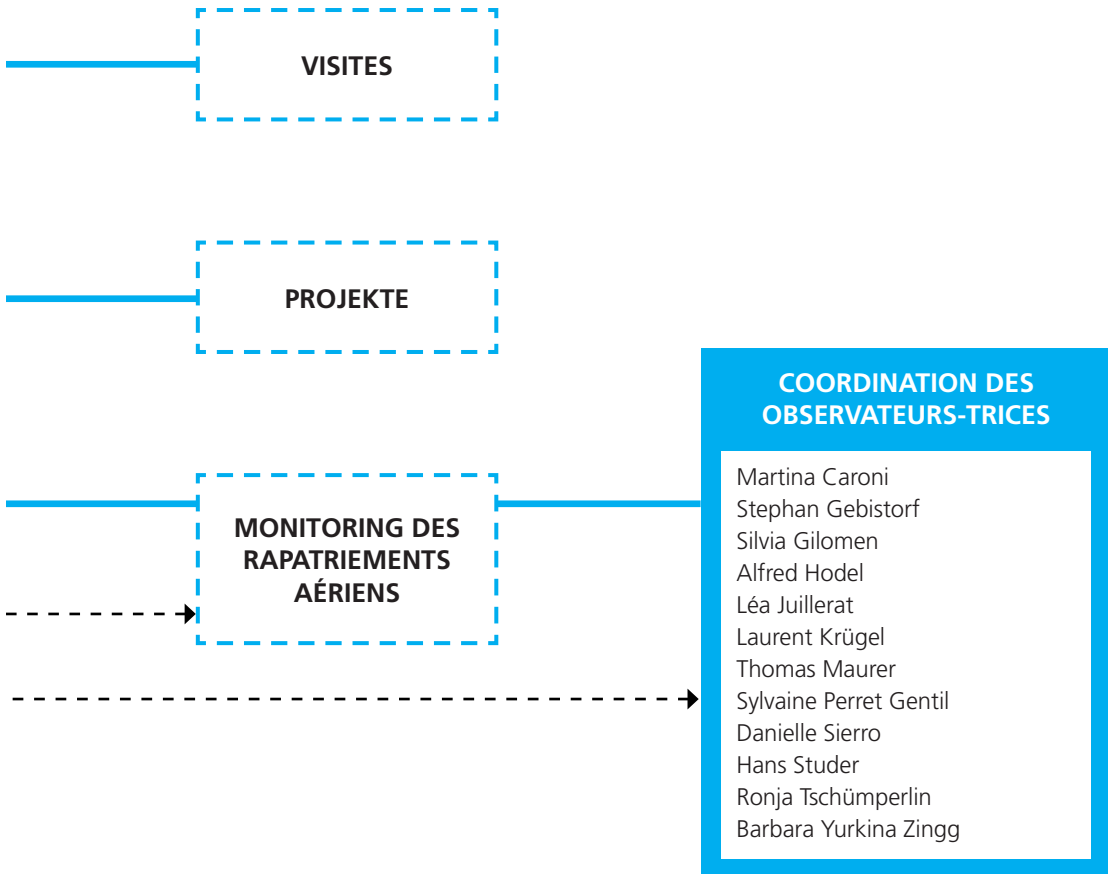 VISITES
PROJEKTE
MONITORING DES
RAPATRIEMENTS
AÉRIENS
COORDINATION DES
OBSERVATEURS-TRICES
Martina Caroni
Stephan Gebistorf
Silvia Gilomen
Alfred Hodel
Léa Juillerat
Laurent Krügel
Thomas Maurer
Sylvaine Perret Gentil
Danielle Sierro
Hans Studer
Ronja Tschümperlin
Barbara Yurkina Zingg